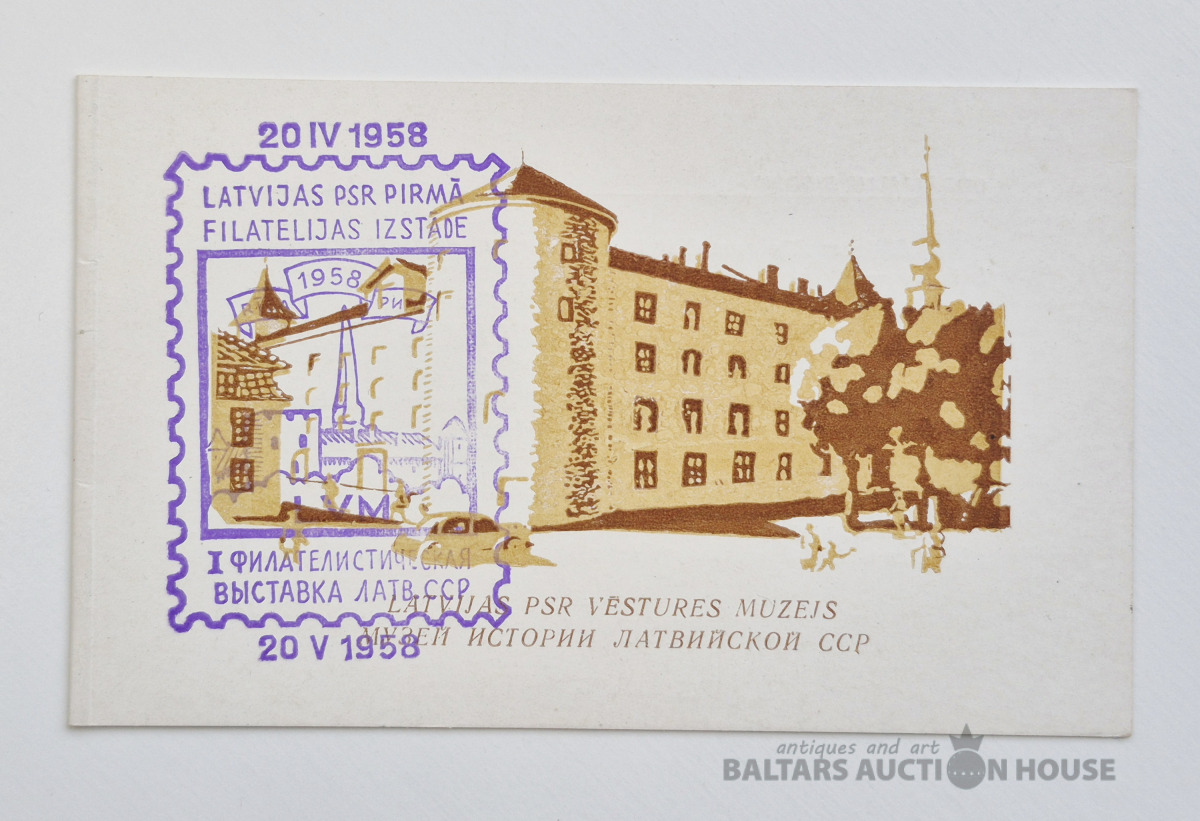 20 IV 1958
LATVIJAS PSR PIRMĀ
FILATELIJAS IZSTADE
1958
I ФИЛАТЕЛИСТИЧЕСКАЯ
ВЫСТАВКА ЛАТВ. ССР
20 V 1958
LATVIJAS PSR VĒSTURES MUZEJS
МУЗЕЙ ИСТОРИИ ЛАТВИЙСКОЙ ССР
antiques and art
BALTARS AUCTION HOUSE